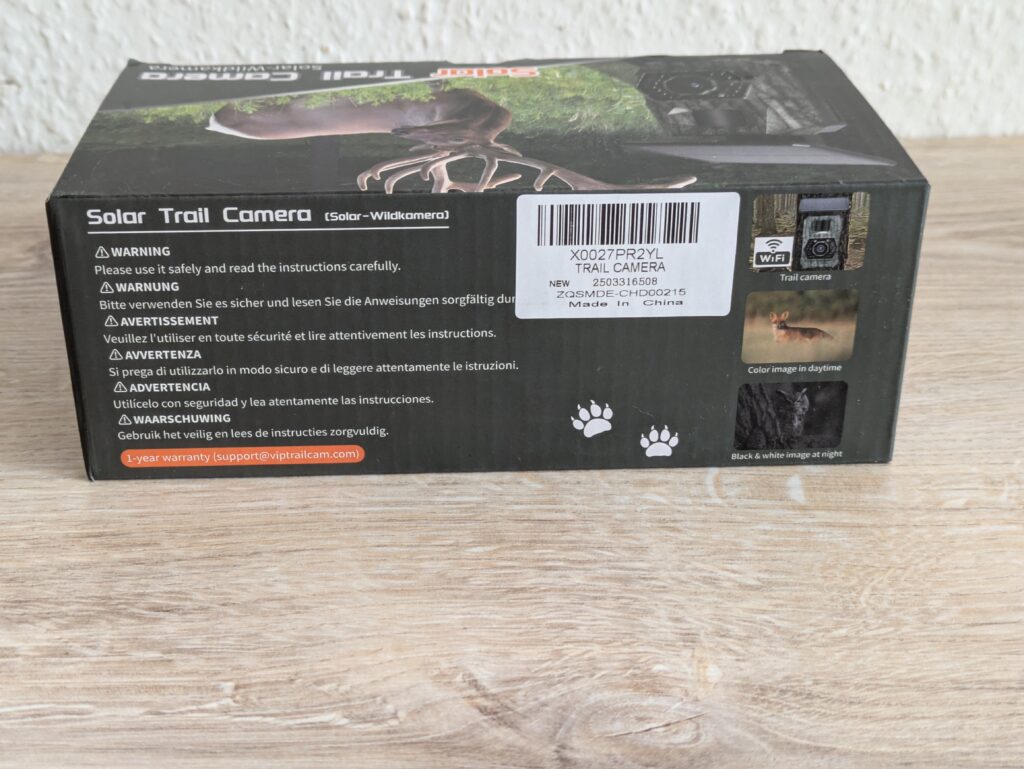 Solar Trail Camera
Solar-Wildkamera
Solar Trail Camera (Solar-Wildkamera)
⚠ WARNING
Please use it safely and read the instructions carefully.
⚠ WARNUNG
Bitte verwenden Sie es sicher und lesen Sie die Anweisungen sorgfältig dur
⚠ AVERTISSEMENT
Veuillez l'utiliser en toute sécurité et lire attentivement les instructions.
⚠ AVVERTENZA
Si prega di utilizzarlo in modo sicuro e di leggere attentamente le istruzioni.
⚠ ADVERTENCIA
Utilícelo con seguridad y lea atentamente las instrucciones.
⚠ WAARSCHUWING
Gebruik het veilig en lees de instructies zorgvuldig.
1-year warranty (support@viptrailcam.com)
X0027PR2YL
TRAIL CAMERA
NEW 2503316508
ZQSMDE-CHD00215
Made In China
WiFi
Trail camera
Color image in daytime
Black & white image at night